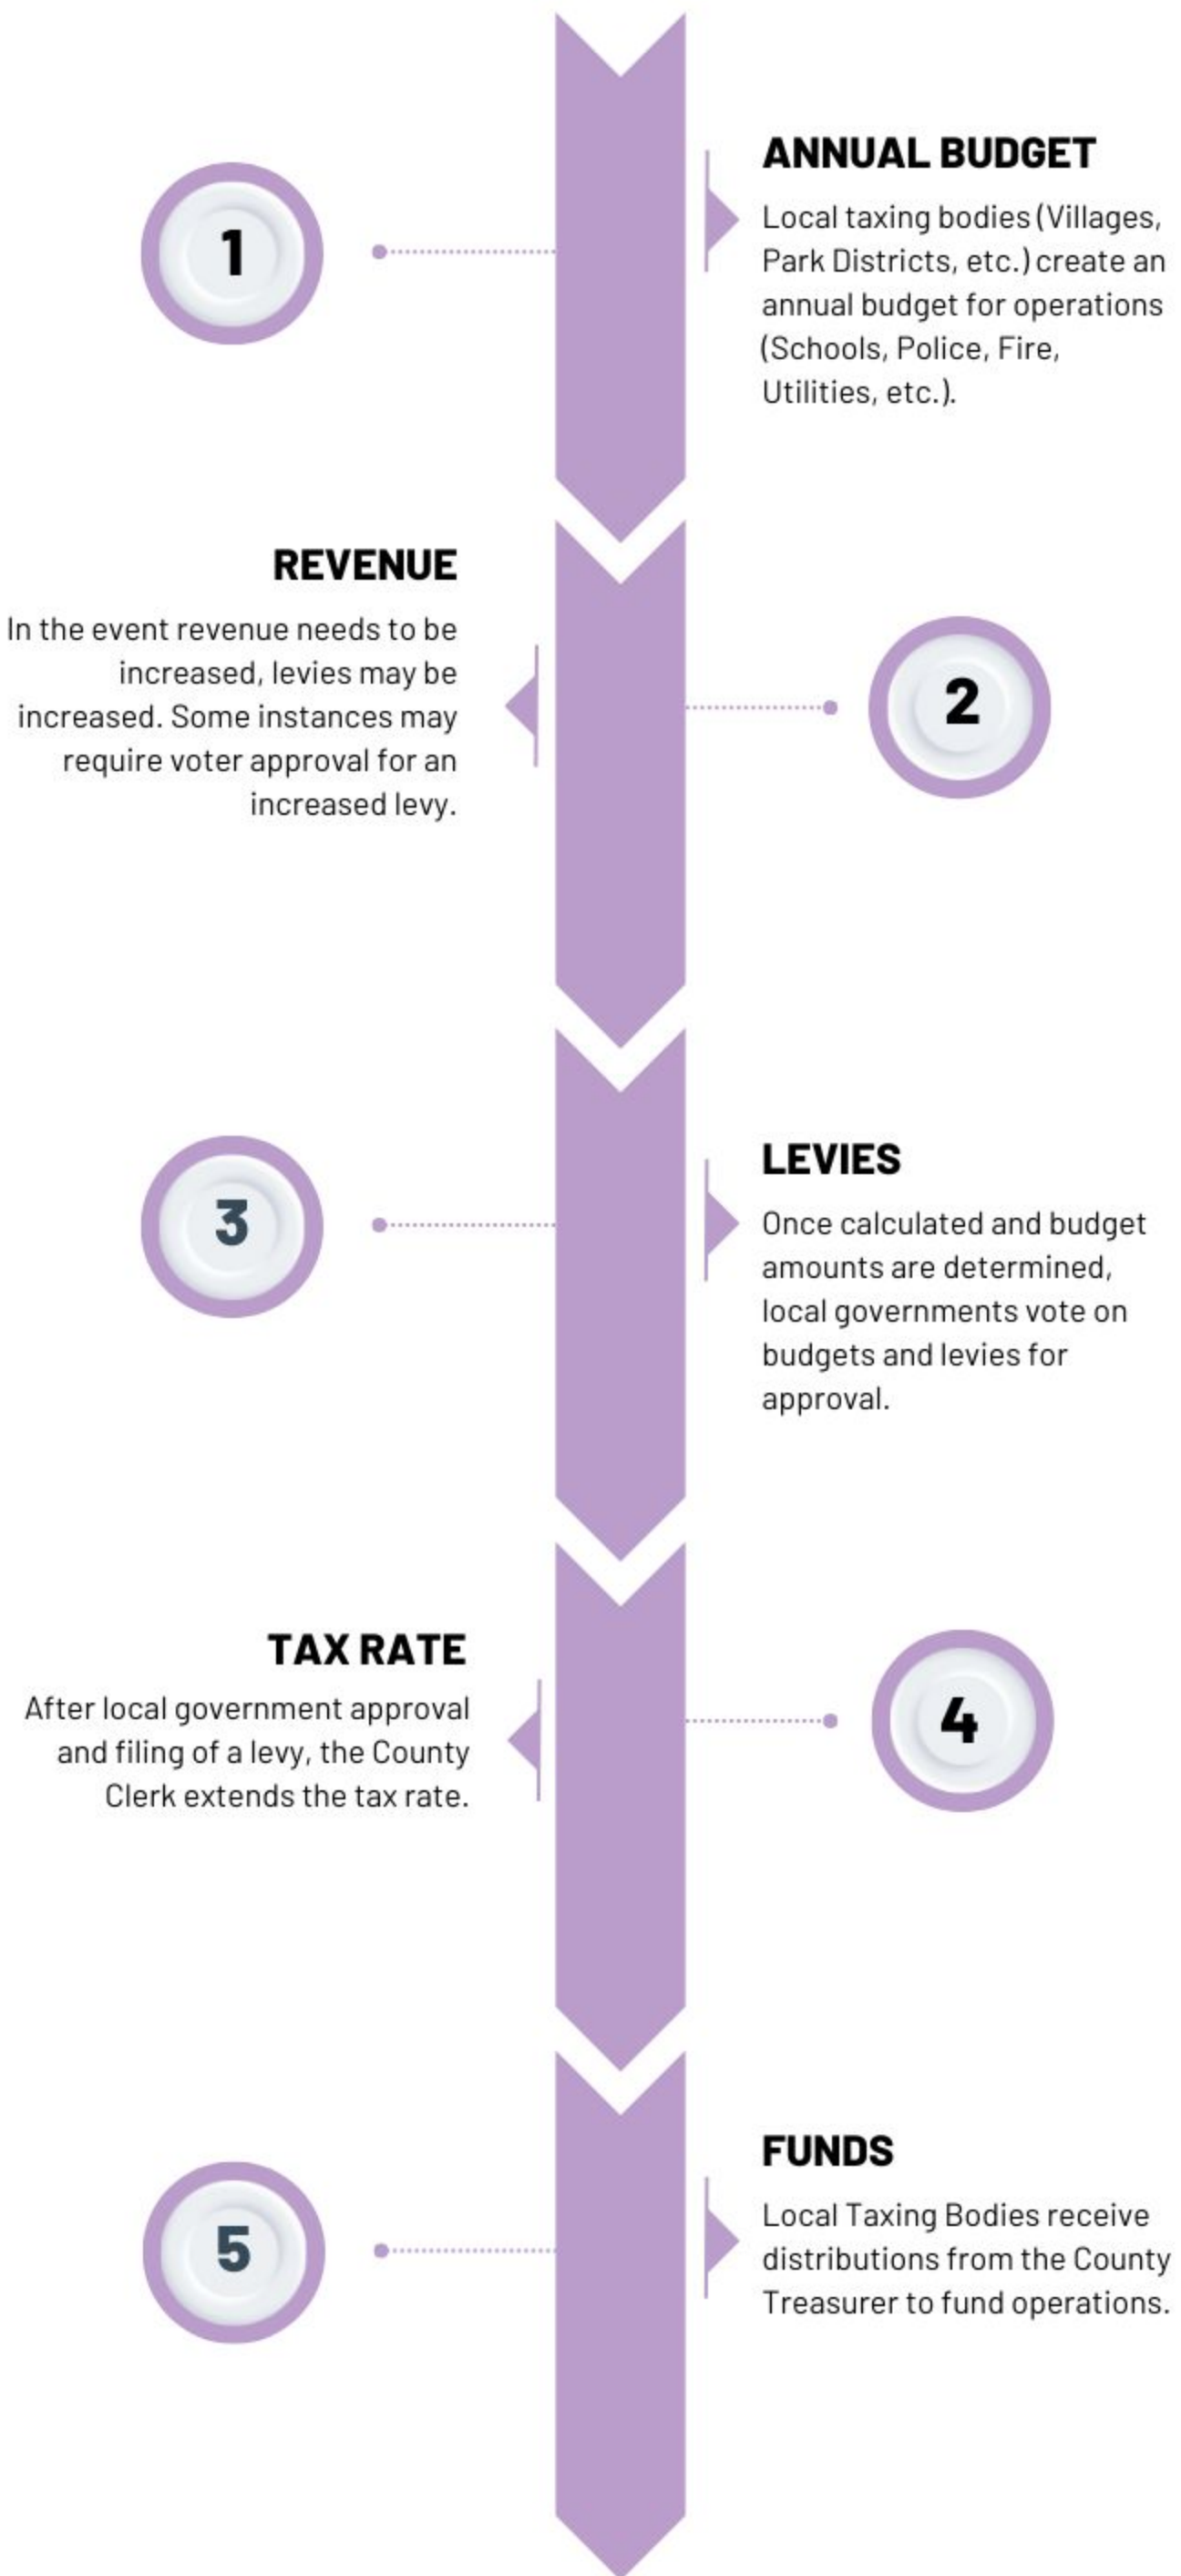 1
ANNUAL BUDGET
Local taxing bodies (Villages,
Park Districts, etc.) create an
annual budget for operations
(Schools, Police, Fire,
Utilities, etc.).
REVENUE
In the event revenue needs to be
increased, levies may be
increased. Some instances may
require voter approval for an
increased levy.
2
3
LEVIES
Once calculated and budget
amounts are determined,
local governments vote on
budgets and levies for
approval.
TAX RATE
After local government approval
and filing of a levy, the County
Clerk extends the tax rate.
4
5
FUNDS
Local Taxing Bodies receive
distributions from the County
Treasurer to fund operations.